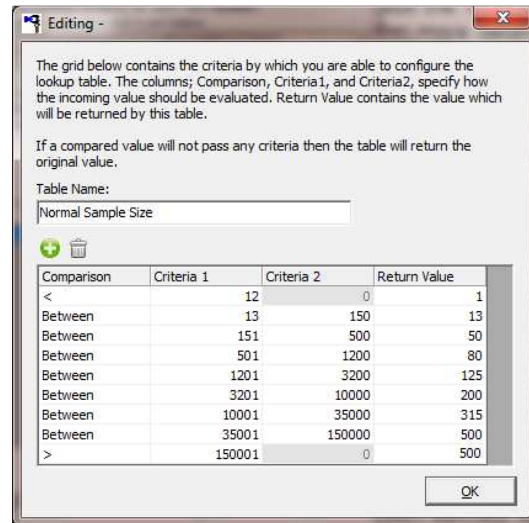 Editing -
The grid below contains the criteria by which you are able to configure the
lookup table. The columns; Comparison, Criteria1, and Criteria2, specify how
the incoming value should be evaluated. Return Value contains the value which
will be returned by this table.
If a compared value will not pass any criteria then the table will return the
original value.
Table Name:
Normal Sample Size
Comparison Criteria 1 Criteria 2 Return Value
< 12 0 1
Between 13 150 13
Between 151 500 50
Between 501 1200 80
Between 1201 3200 125
Between 3201 10000 200
Between 10001 35000 315
Between 35001 150000 500
> 150001 0 500
OK